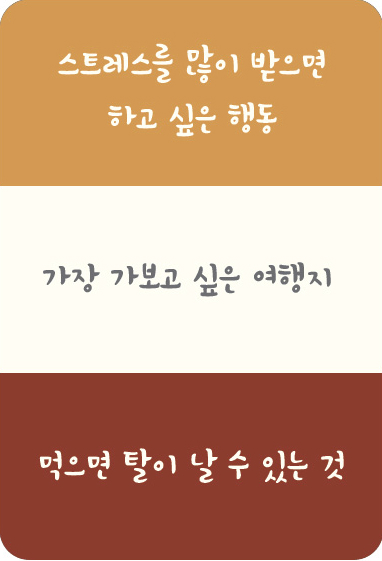 스트레스를 많이 받으면
하고 싶은 행동
가장 가보고 싶은 여행지
먹으면 탈이 날 수 있는 것